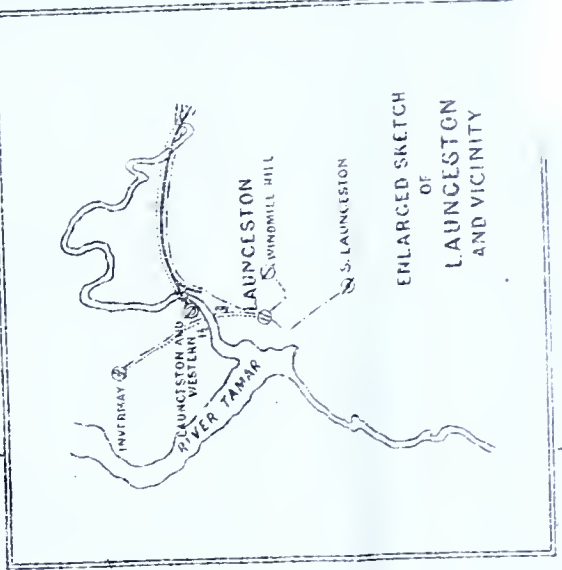 ENLARGED SKETCH
OF
LAUNCESTON
AND VICINITY
INVERMAY
LAUNCESTON AND
WESTERN
RIVER TAMAR
LAUNCESTON
WINDMILL HILL
S. LAUNCESTON